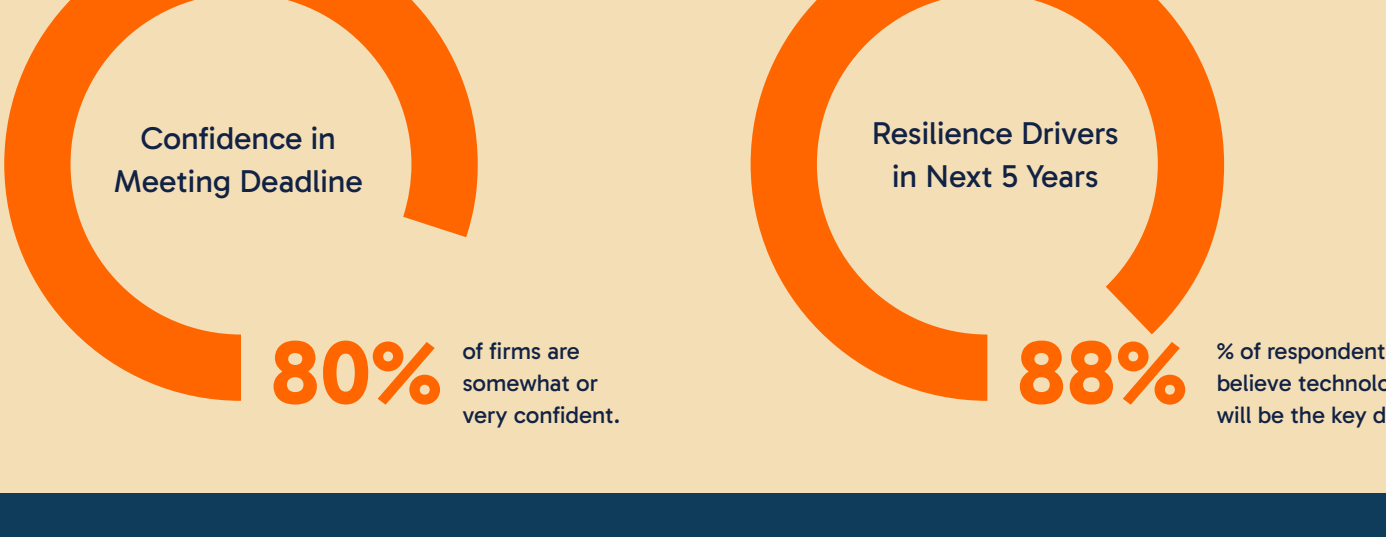 Confidence in
Meeting Deadline
80%
of firms are
somewhat or
very confident.
Resilience Drivers
in Next 5 Years
88%
% of respondent
believe
will be the key